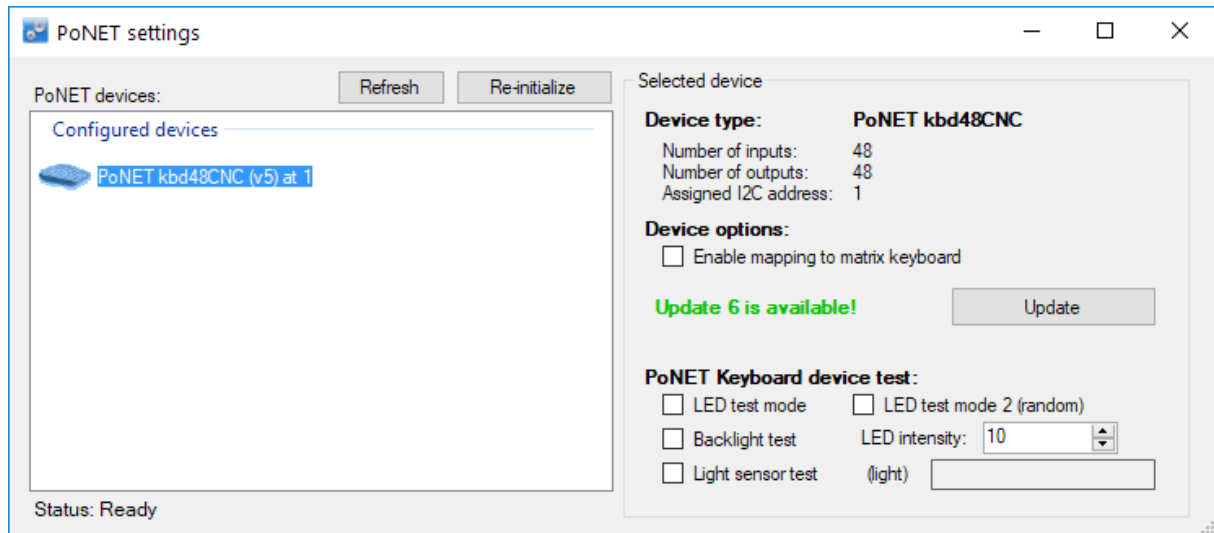 PoNET settings
PoNET devices:
Refresh
Re-initialize
Configured devices
PoNET kbd48CNC (v5) at 1
Status: Ready
Selected device
Device type: PoNET kbd48CNC
Number of inputs: 48
Number of outputs: 48
Assigned I2C address: 1
Device options:
Enable mapping to matrix keyboard
Update 6 is available! Update
PoNET Keyboard device test:
LED test mode LED test mode 2 (random)
Backlight test LED intensity: 10
Light sensor test (light)